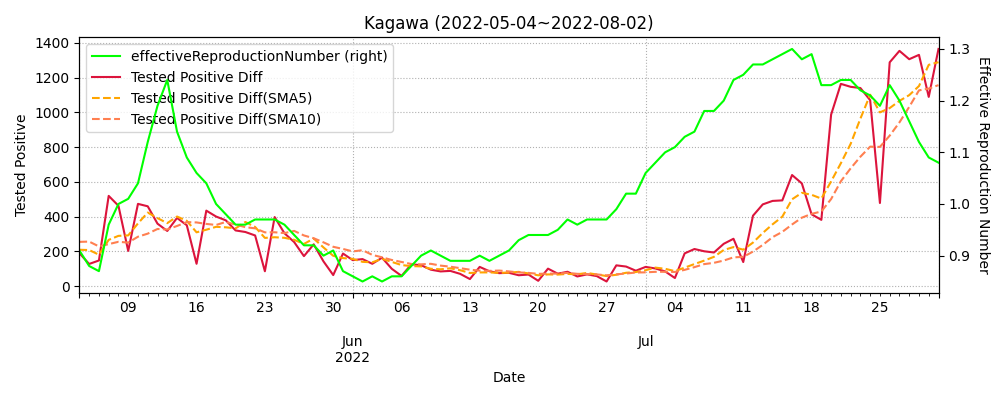 Kagawa (2022-05-04~2022-08-02)
effectiveReproductionNumber (right)
Tested Positive Diff
Tested Positive Diff(SMA5)
Tested Positive Diff(SMA10)
Tested Positive
1400
1200
1000
800
600
400
200
0
1.3
1.2
1.1
1.0
0.9
Effective Reproduction Number
09 16 23 30 06 13 20 27 04 11 18 25
Jun Jul
2022
Date